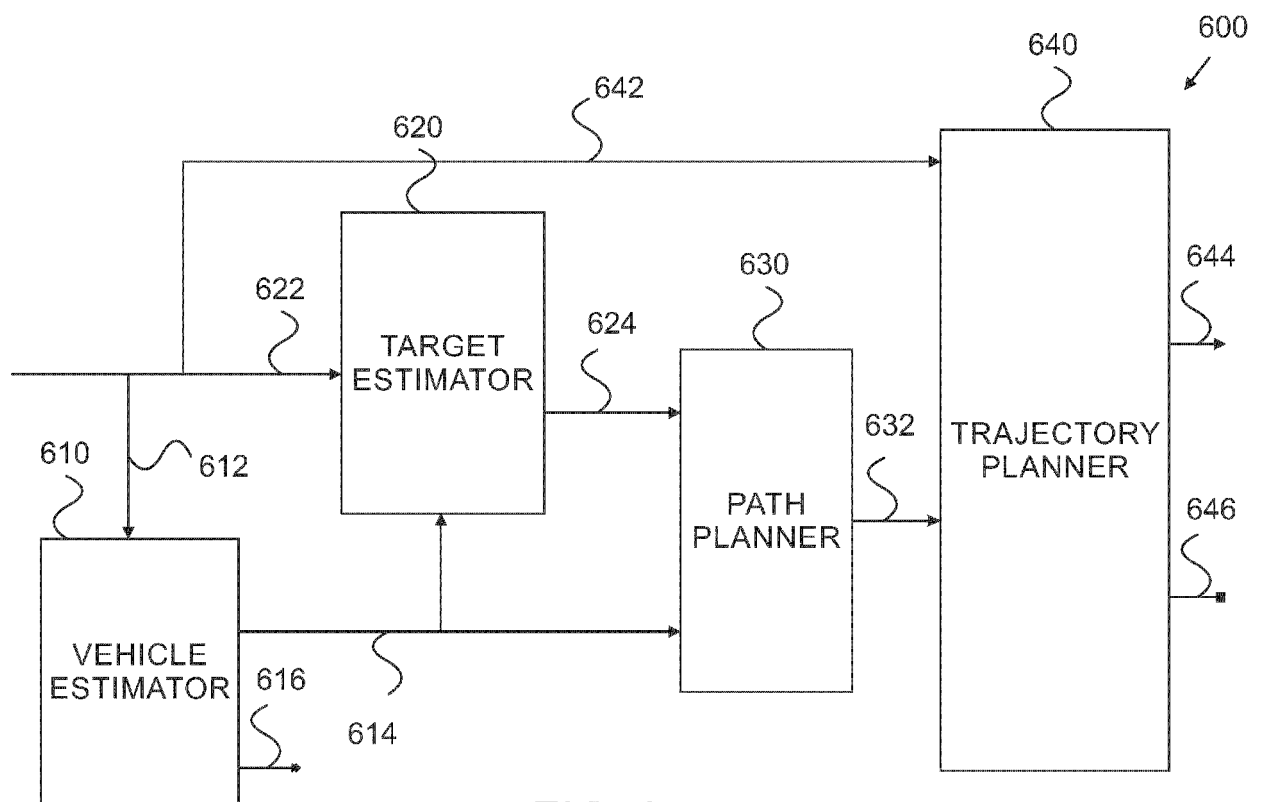 600
640
642
620
630
644
622
624
TARGET
ESTIMATOR
632
TRAJECTORY
PLANNER
610
612
PATH
PLANNER
646
VEHICLE
ESTIMATOR
616
614